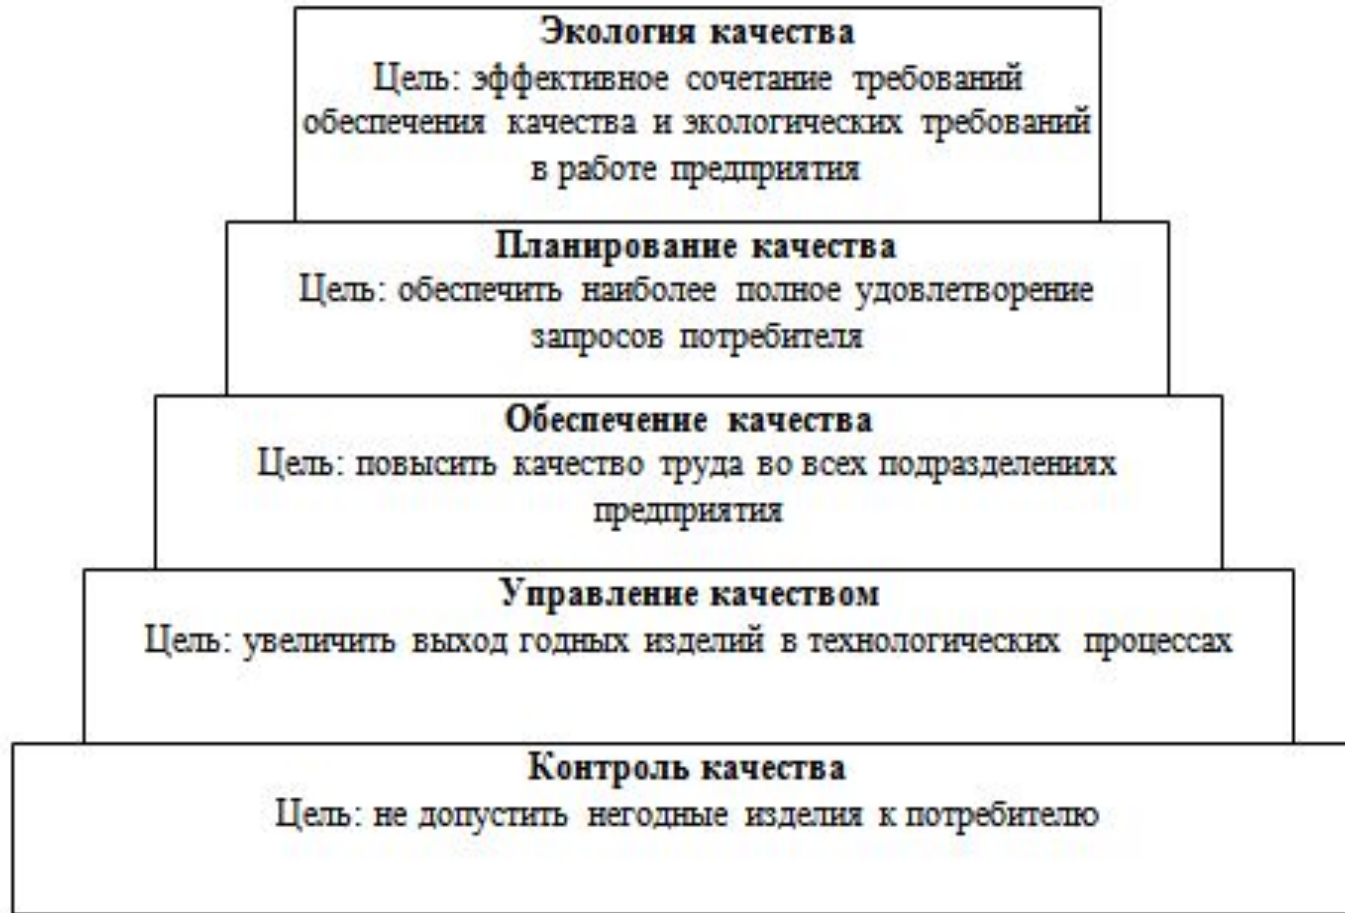 Экология качества
Цель: эффективное сочетание требований
обеспечения качества и экологических требований
в работе предприятия
Планирование качества
Цель: обеспечить наиболее полное удовлетворение
запросов потребителя
Обеспечение качества
Цель: повысить качество труда во всех подразделениях
предприятия
Управление качеством
Цель: увеличить выход годных изделий в технологических процессах
Контроль качества
Цель: не допустить негодные изделия к потребителю